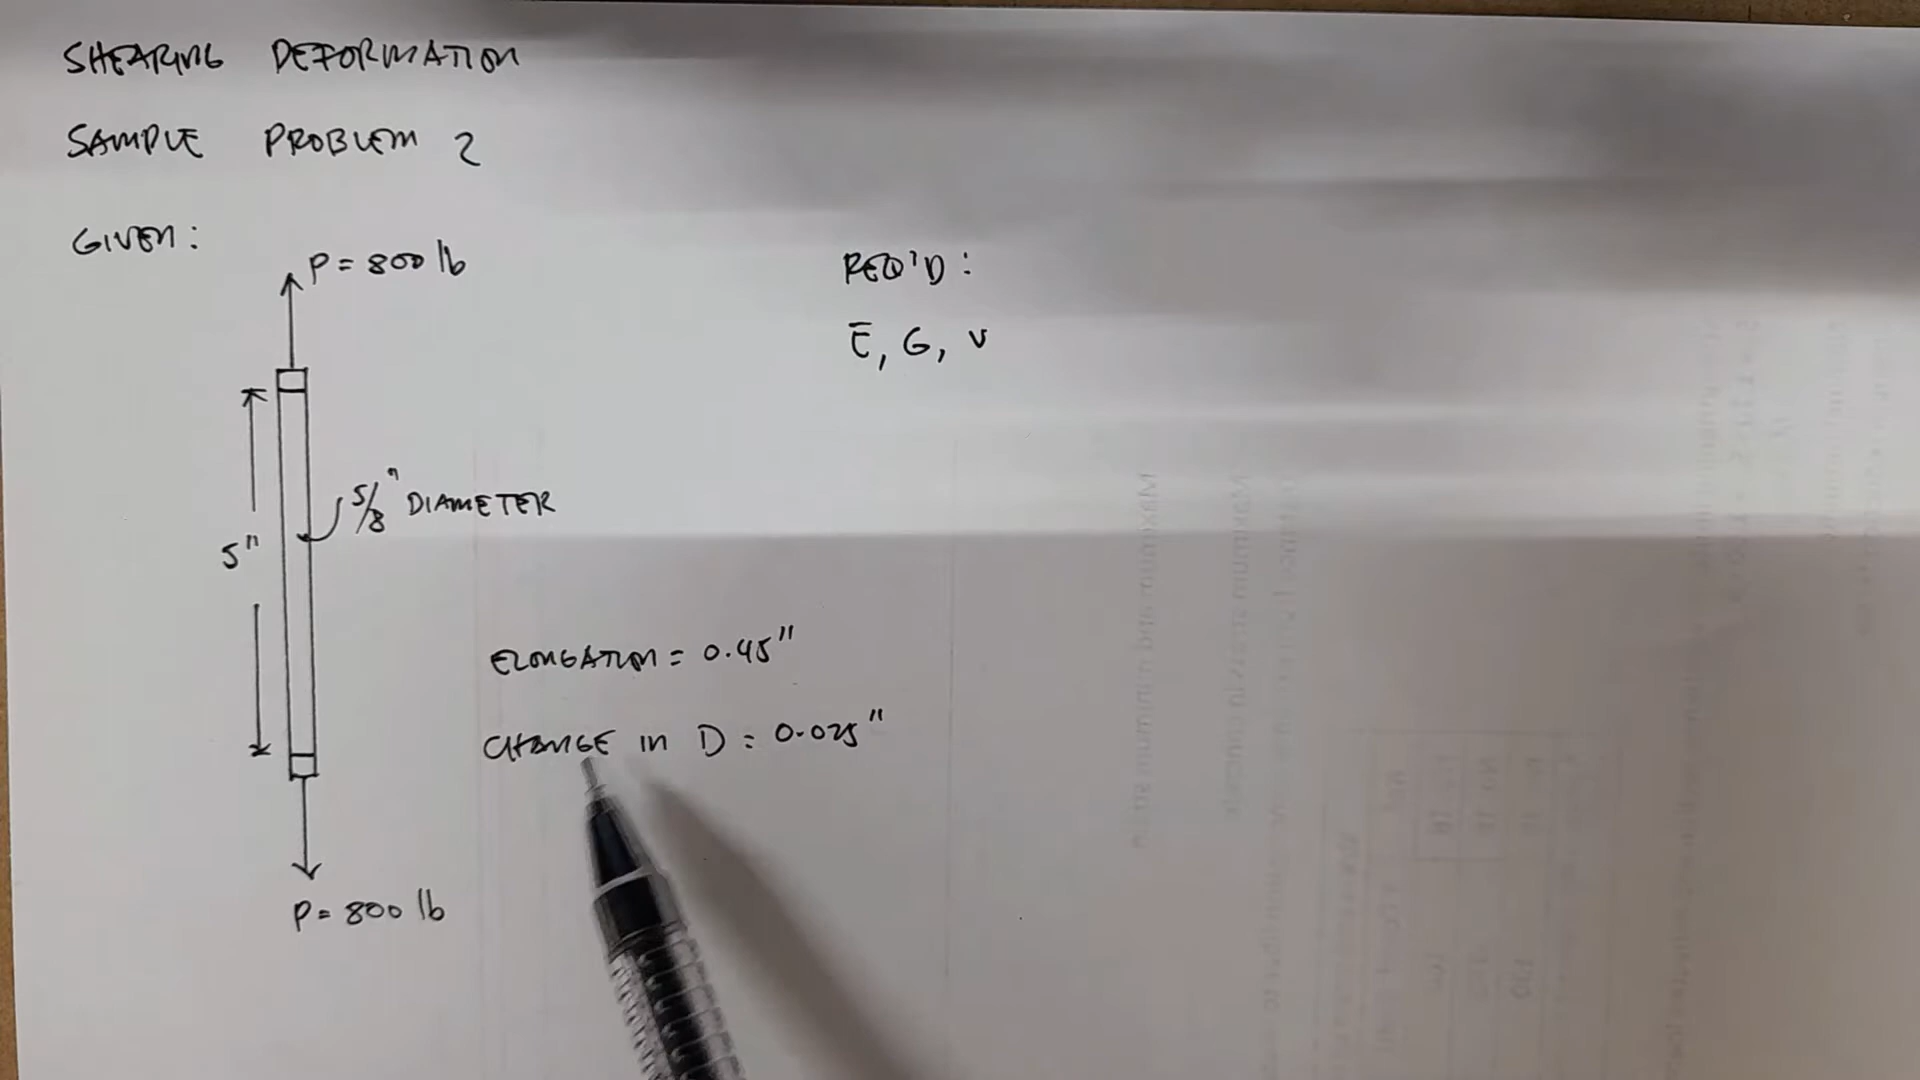 SHEARING DEFORMATION
SAMPLE PROBLEM 2
GIVEN:
P = 800 lb
REQ'D:
E, G, ν
5/8" DIAMETER
5"
ELONGATION = 0.45"
CHANGE IN D = 0.025"
P = 800 lb